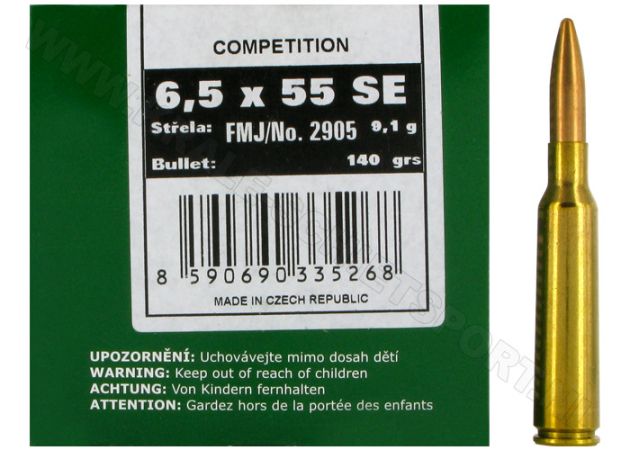 COMPETITION
6,5 x 55 SE
Střela: FMJ/No. 2905 9,1 g
Bullet: 140 grs
8 590690 335268
MADE IN CZECH REPUBLIC
UPOZORNĚNÍ: Uchovávejte mimo dosah dětí
WARNING: Keep out of reach of children
ACHTUNG: Von Kindern fernhalten
ATTENTION: Gardez hors de la portée des enfants